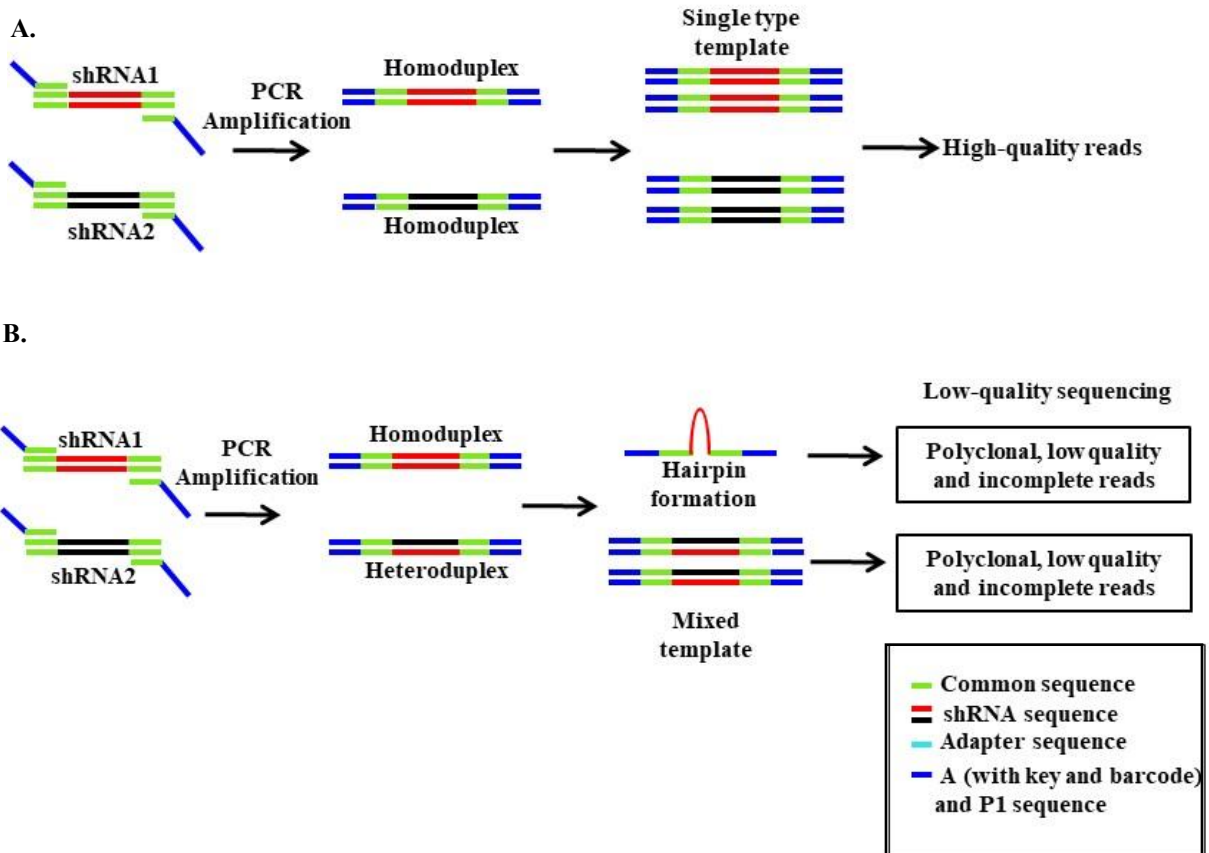 A.
shRNA1
PCR
Amplification
Homoduplex
Single type
template
High-quality reads
shRNA2
Homoduplex
B.
shRNA1
PCR
Amplification
Homoduplex
Hairpin
formation
Low-quality sequencing
Polyclonal, low quality
and incomplete reads
shRNA2
Heteroduplex
Mixed
template
Polyclonal, low quality
and incomplete reads
Common sequence
shRNA sequence
Adapter sequence
A (with key and barcode)
and P1 sequence